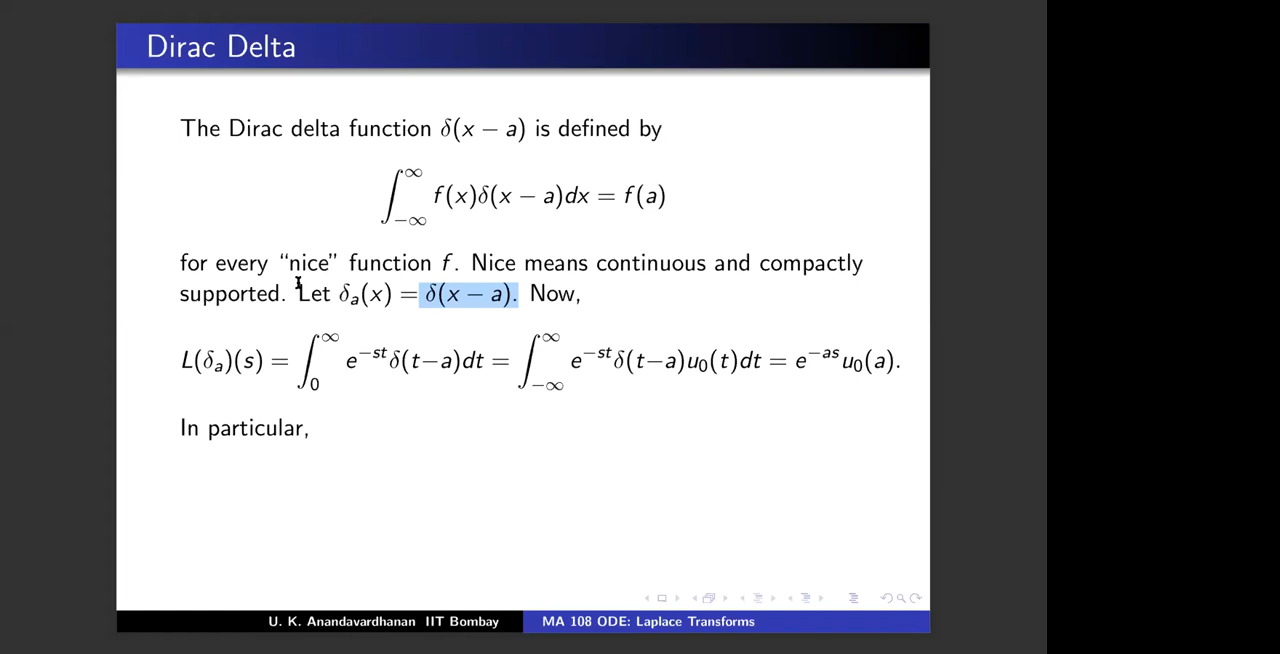 Dirac Delta
The Dirac delta function δ(x − a) is defined by
∫_{−∞}^{∞} f(x)δ(x − a)dx = f(a)
for every “nice” function f. Nice means continuous and compactly
supported. Let δ_a(x) = δ(x − a). Now,
L(δ_a)(s) = ∫_0^∞ e^{−st}δ(t−a)dt = ∫_{−∞}^{∞} e^{−st}δ(t−a)u_0(t)dt = e^{−as}u_0(a).
In particular,
U. K. Anandavardhanan IIT Bombay MA 108 ODE: Laplace Transforms